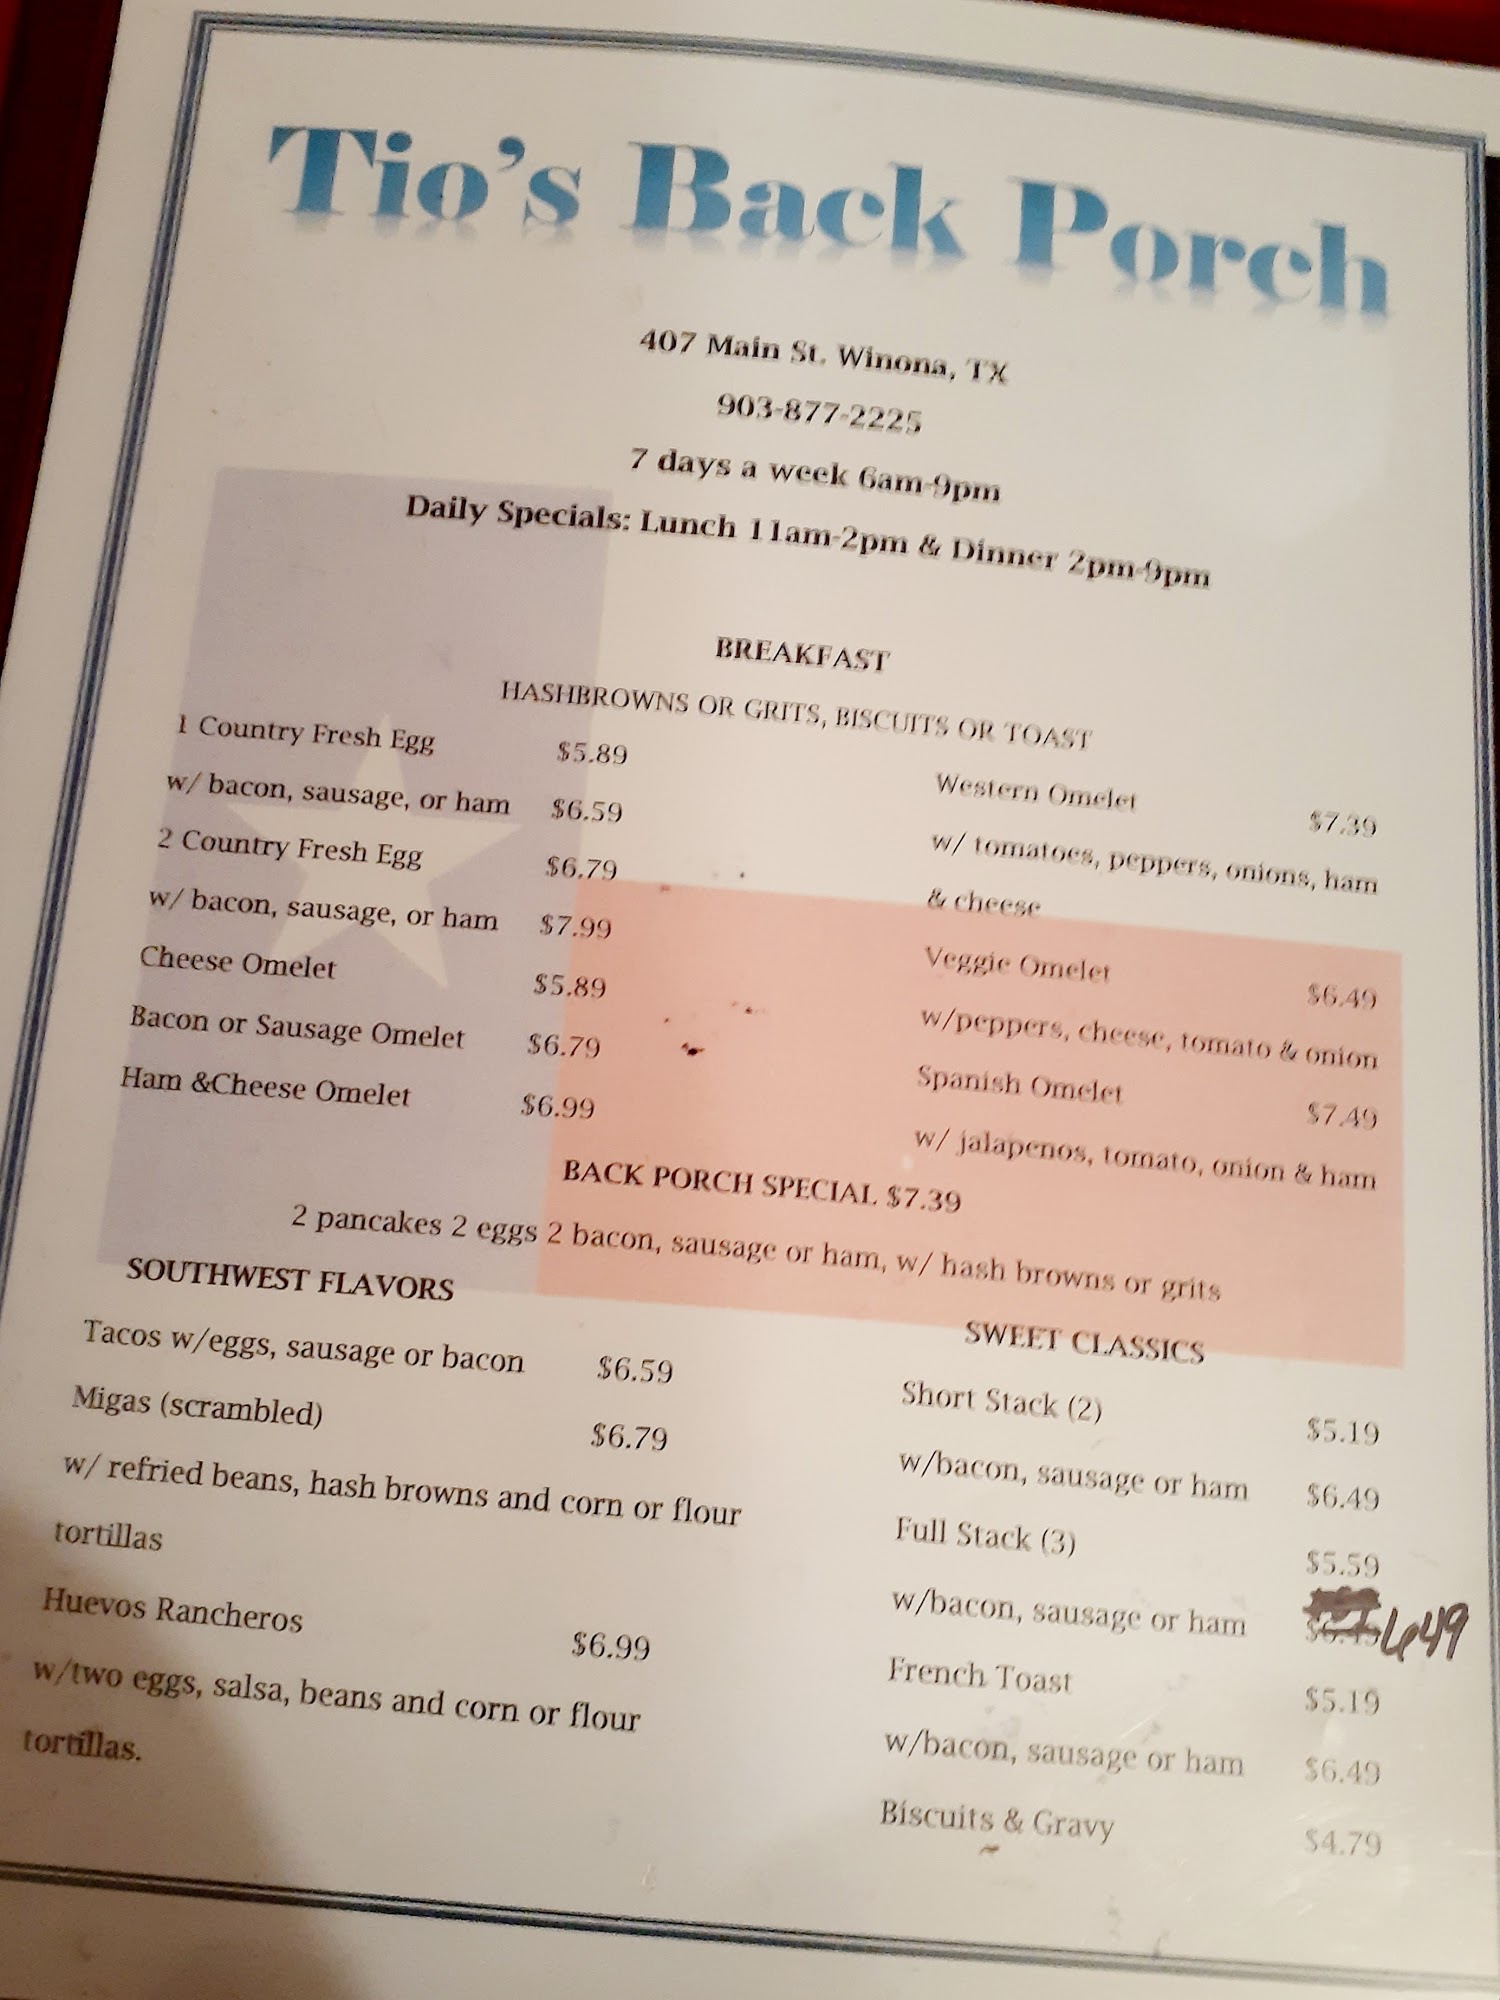 Tio's Back Porch
407 Main St. Winona, TX
903-877-2225
7 days a week 6am-9pm
Daily Specials: Lunch 11am-2pm & Dinner 2pm-9pm
BREAKFAST
HASHBROWNS OR GRITS, BISCUITS OR TOAST
1 Country Fresh Egg $5.89
w/ bacon, sausage, or ham $6.59
2 Country Fresh Egg $6.79
w/ bacon, sausage, or ham $7.99
Cheese Omelet $5.89
Bacon or Sausage Omelet $6.79
Ham &Cheese Omelet $6.99
Western Omelet $7.39
w/ tomatoes, peppers, onions, ham
& cheese
Veggie Omelet $6.49
w/peppers, cheese, tomato & onion
Spanish Omelet $7.49
w/ jalapenos, tomato, onion & ham
BACK PORCH SPECIAL $7.39
2 pancakes 2 eggs 2 bacon, sausage or ham, w/ hash browns or grits
SOUTHWEST FLAVORS
Tacos w/eggs, sausage or bacon $6.59
Migas (scrambled) $6.79
w/ refried beans, hash browns and corn or flour
tortillas
Huevos Rancheros $6.99
w/two eggs, salsa, beans and corn or flour
tortillas.
SWEET CLASSICS
Short Stack (2) $5.19
w/bacon, sausage or ham $6.49
Full Stack (3) $5.59
w/bacon, sausage or ham 649
French Toast $5.19
w/bacon, sausage or ham $6.49
Biscuits & Gravy $4.79